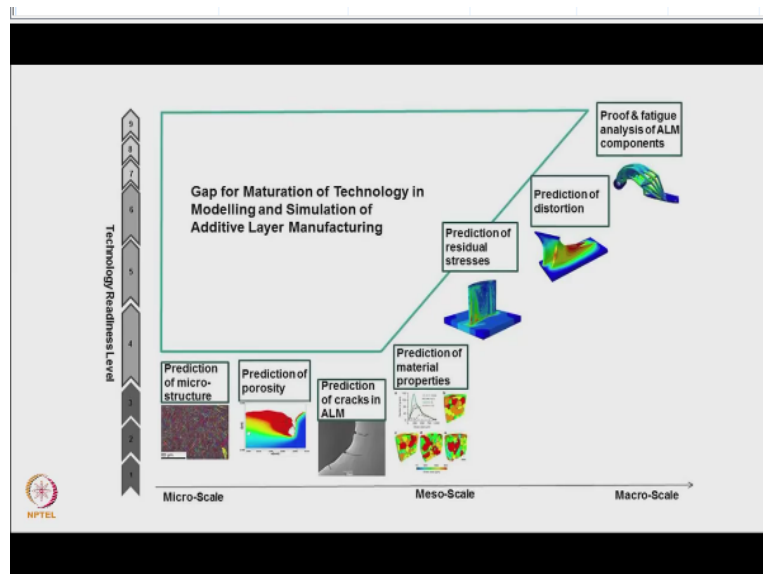 9
8
7
6
5
4
3
2
1
Technology Readiness Level
Gap for Maturation of Technology in
Modelling and Simulation of
Additive Layer Manufacturing
Proof & fatigue
analysis of ALM
components
Prediction of
distortion
Prediction of
residual
stresses
Prediction
of micro-
structure
Prediction of
porosity
Prediction
of cracks in
ALM
Prediction of
material
properties
Micro-Scale
Meso-Scale
Macro-Scale
NPTEL